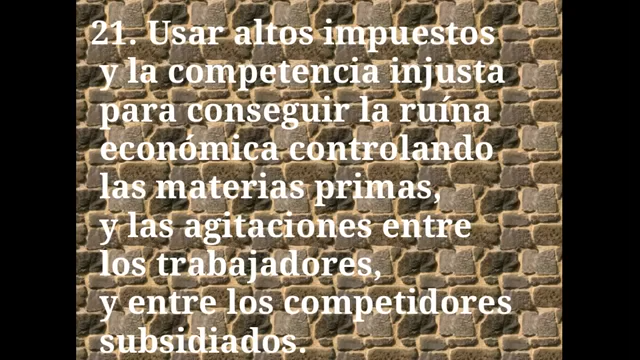 21. Usar altos impuestos
y la competencia injusta
para conseguir la ruína
económica controlando
las materias primas,
y las agitaciones entre
los trabajadores,
y entre los competidores
subsidiados.